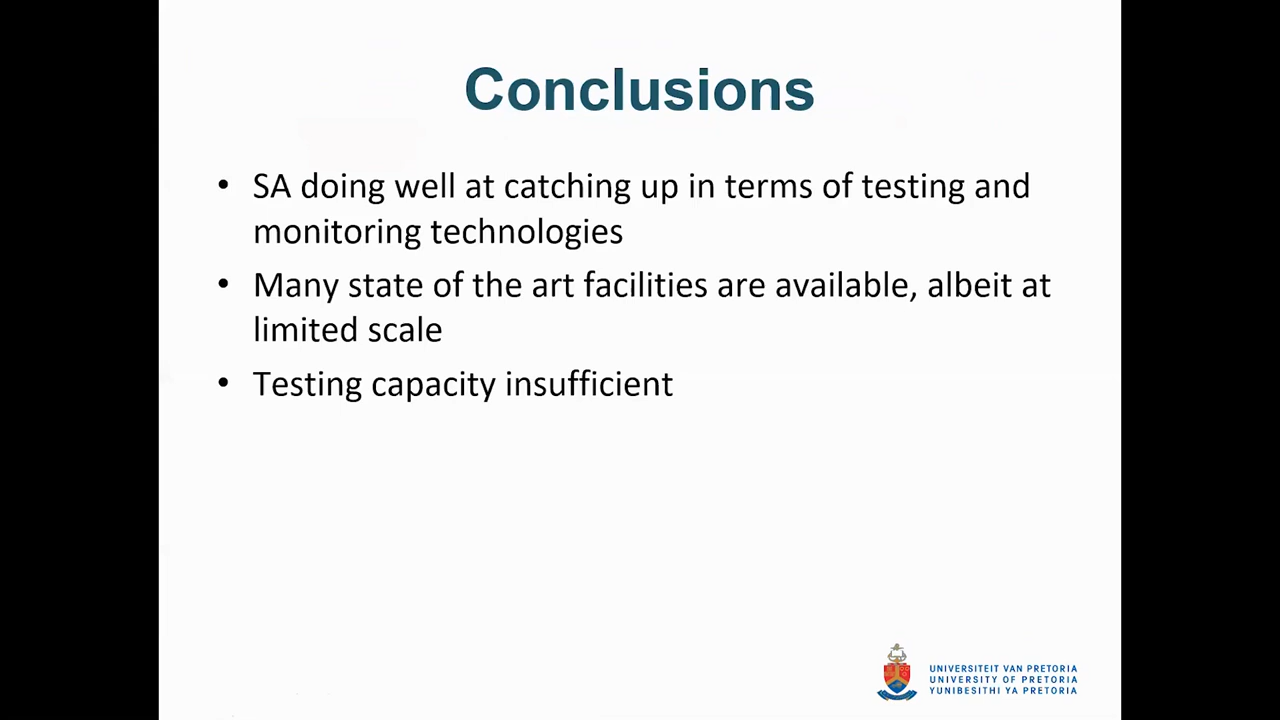 Conclusions
• SA doing well at catching up in terms of testing and
monitoring technologies
• Many state of the art facilities are available, albeit at
limited scale
• Testing capacity insufficient
UNIVERSITEIT VAN PRETORIA
UNIVERSITY OF PRETORIA
YUNIBESITHI YA PRETORIA